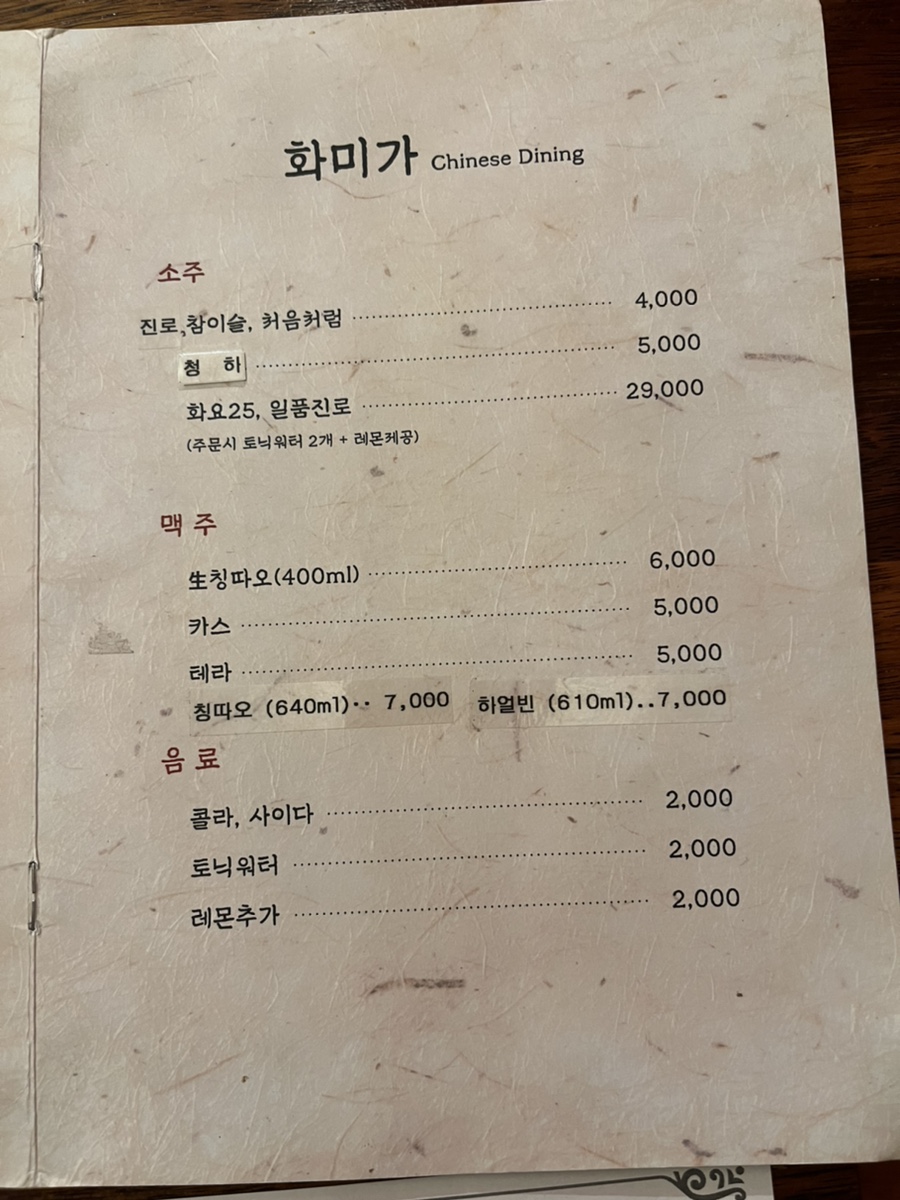 화미가 Chinese Dining
소주
진로,참이슬, 처음처럼 ················ 4,000
청 하 ················ 5,000
화요25, 일품진로 ················ 29,000
(주문시 토닉워터 2개 + 레몬제공)
맥 주
生칭따오(400ml) ················ 6,000
카스 ················ 5,000
테라 ················ 5,000
칭따오 (640ml)·· 7,000 하얼빈 (610ml)..7,000
음 료
콜라, 사이다 ················ 2,000
토닉워터 ················ 2,000
레몬추가 ················ 2,000